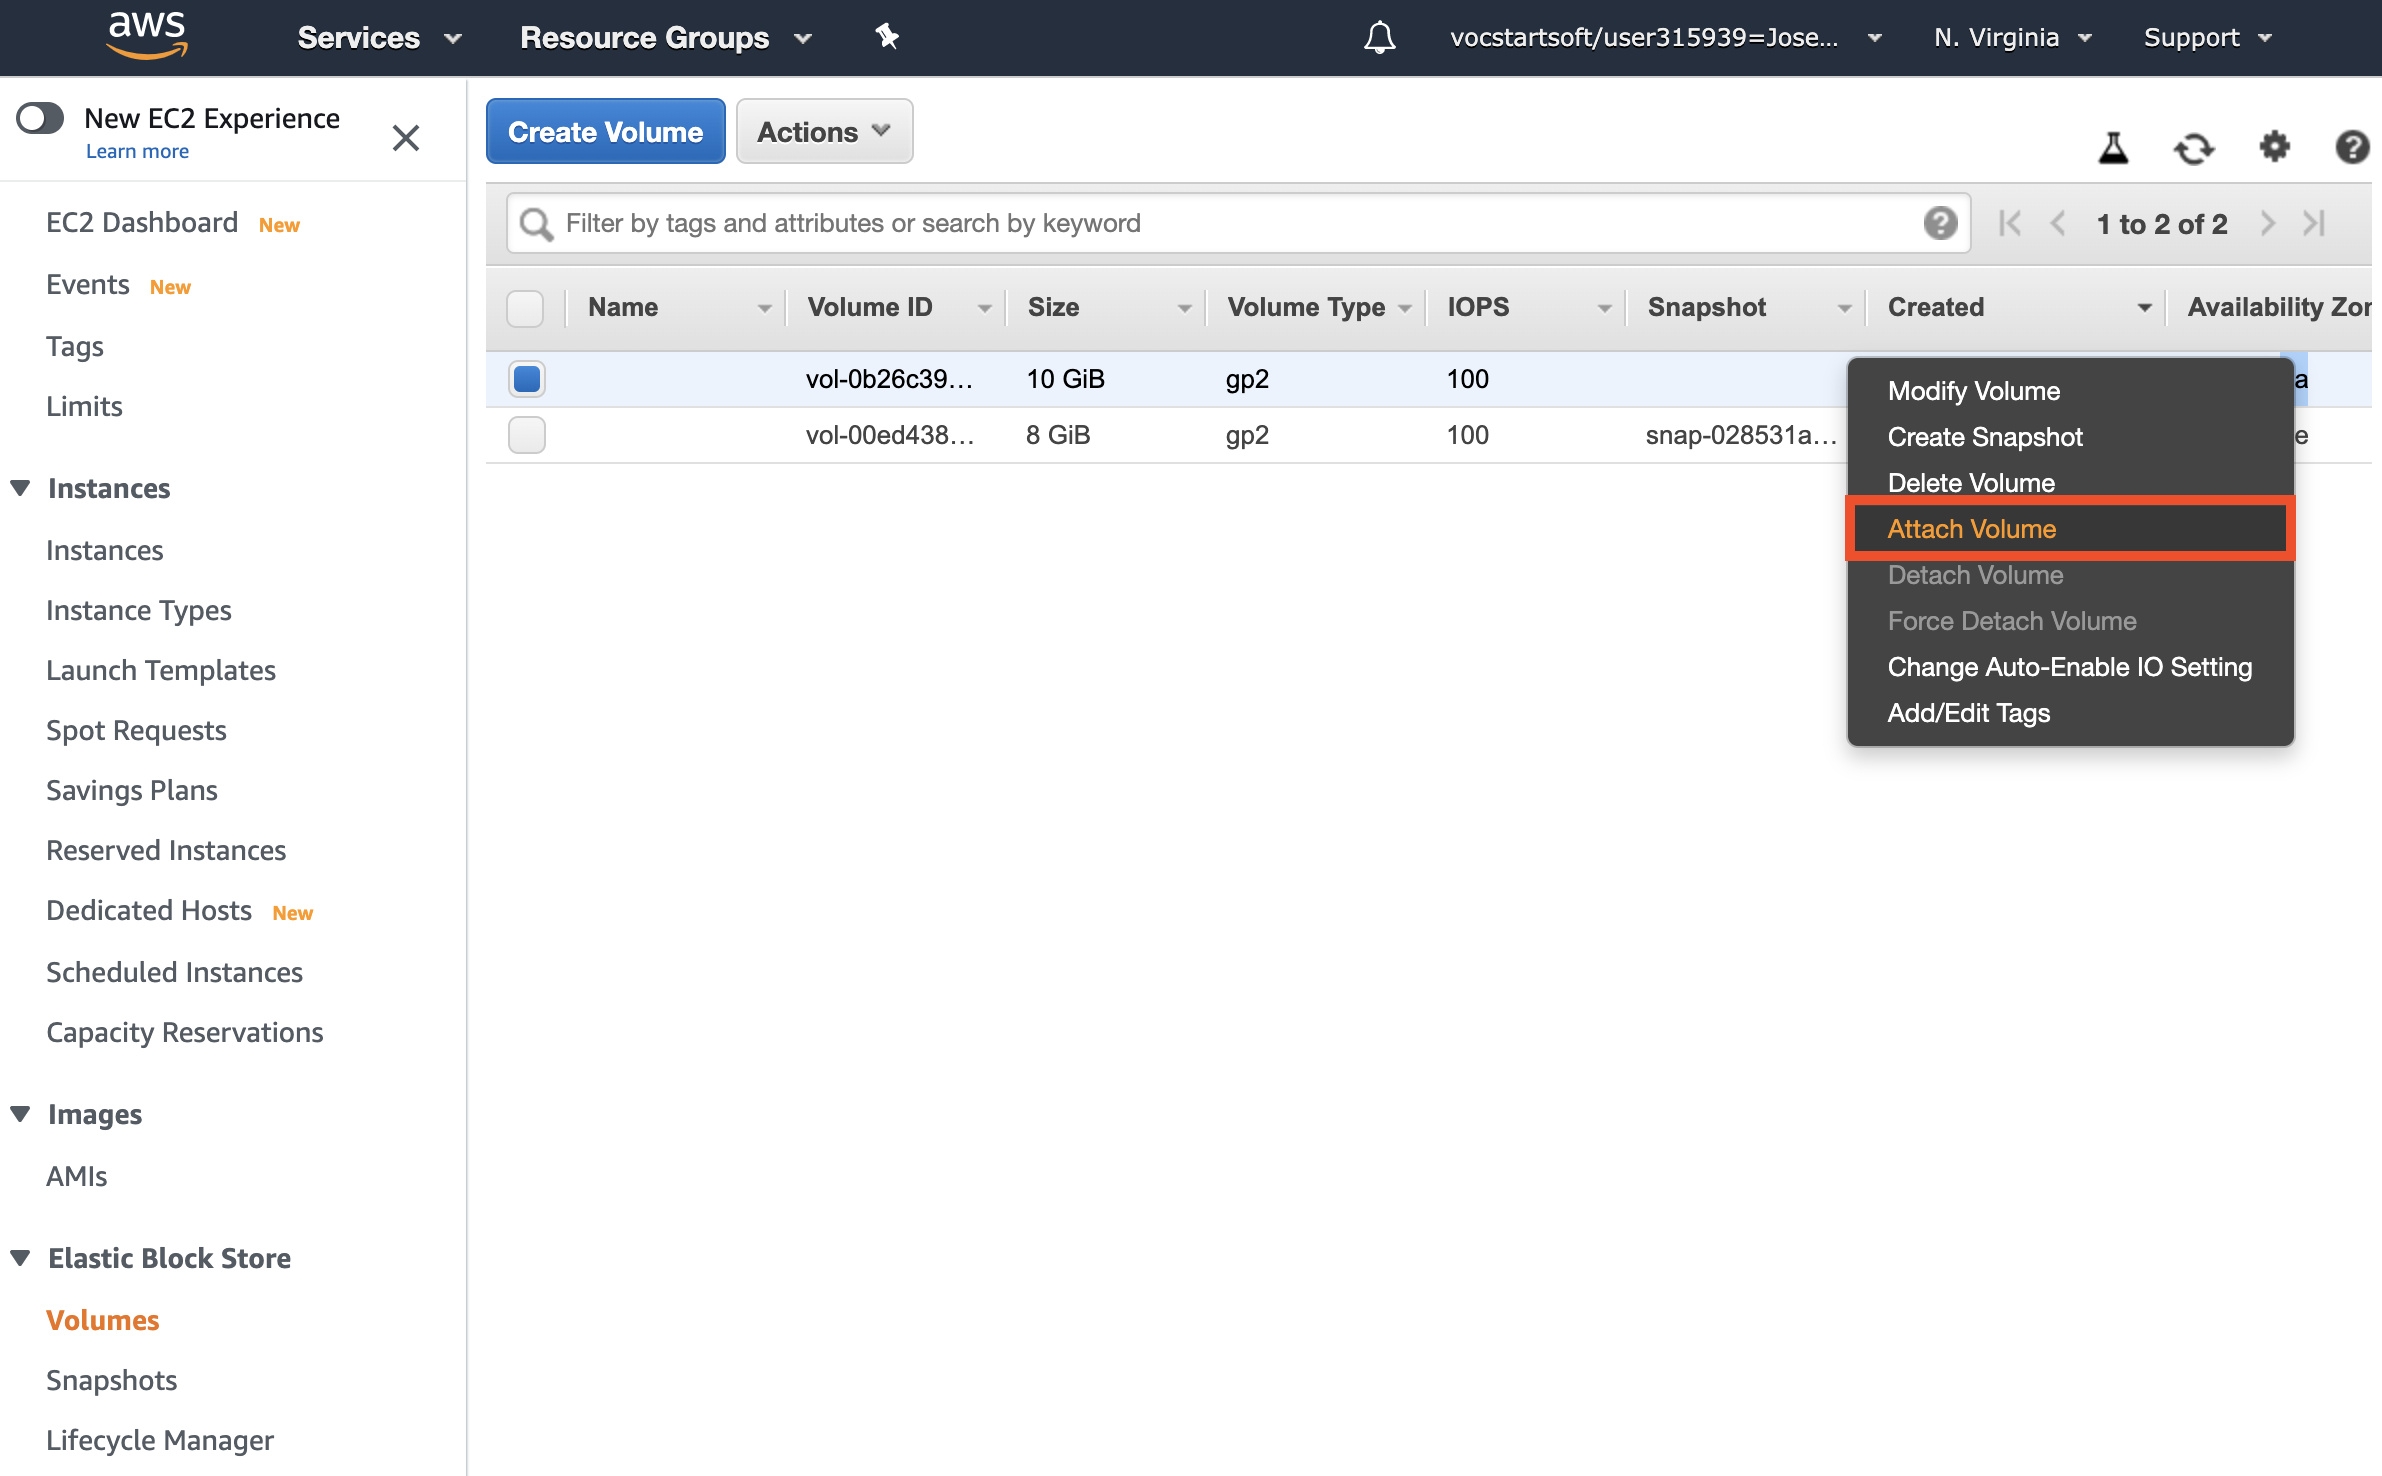 aws Services Resource Groups vocstartsoft/user315939=Jose... N. Virginia Support
New EC2 Experience
Learn more
EC2 Dashboard New
Events New
Tags
Limits
Instances
Instances
Instance Types
Launch Templates
Spot Requests
Savings Plans
Reserved Instances
Dedicated Hosts New
Scheduled Instances
Capacity Reservations
Images
AMIs
Elastic Block Store
Volumes
Snapshots
Lifecycle Manager
Create Volume Actions
Filter by tags and attributes or search by keyword 1 to 2 of 2
Name Volume ID Size Volume Type IOPS Snapshot Created Availability Zon
vol-0b26c39... 10 GiB gp2 100 a
vol-00ed438... 8 GiB gp2 100 snap-028531a... e
Modify Volume
Create Snapshot
Delete Volume
Attach Volume
Detach Volume
Force Detach Volume
Change Auto-Enable IO Setting
Add/Edit Tags